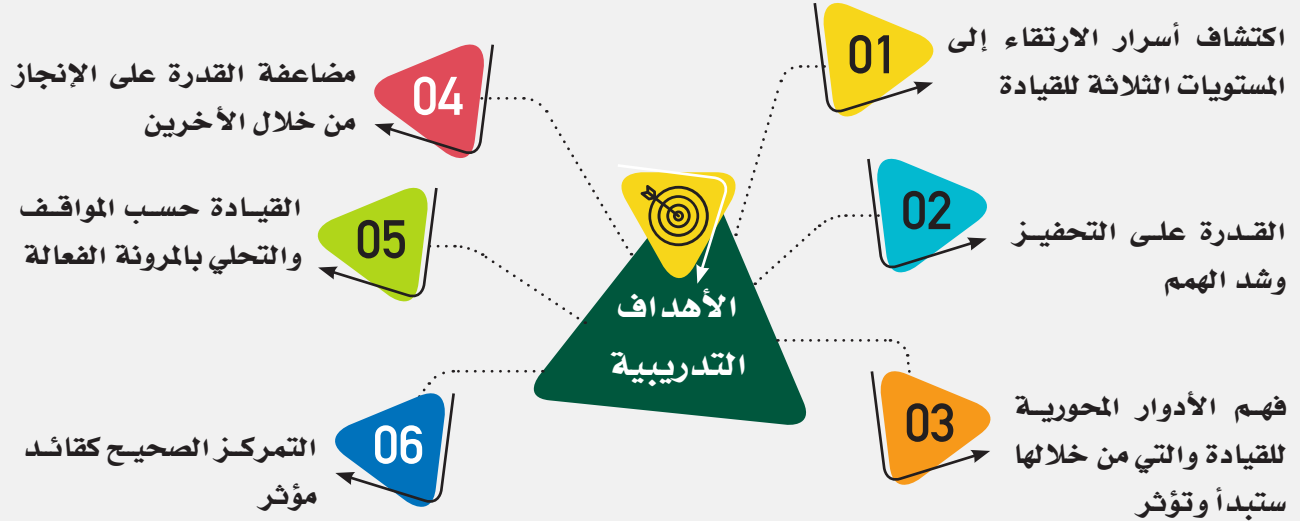 الأهداف
التدريبية
01
اكتشاف أسرار الارتقاء إلى
المستويات الثلاثة للقيادة
02
القدرة على التحفيز
وشد الهمم
03
فهم الأدوار المحورية
للقيادة والتي من خلالها
ستبدأ وتؤثر
04
مضاعفة القدرة على الإنجاز
من خلال الأخرين
05
القيادة حسب المواقف
والتحلي بالمرونة الفعالة
06
التمركز الصحيح كقائد
مؤثر